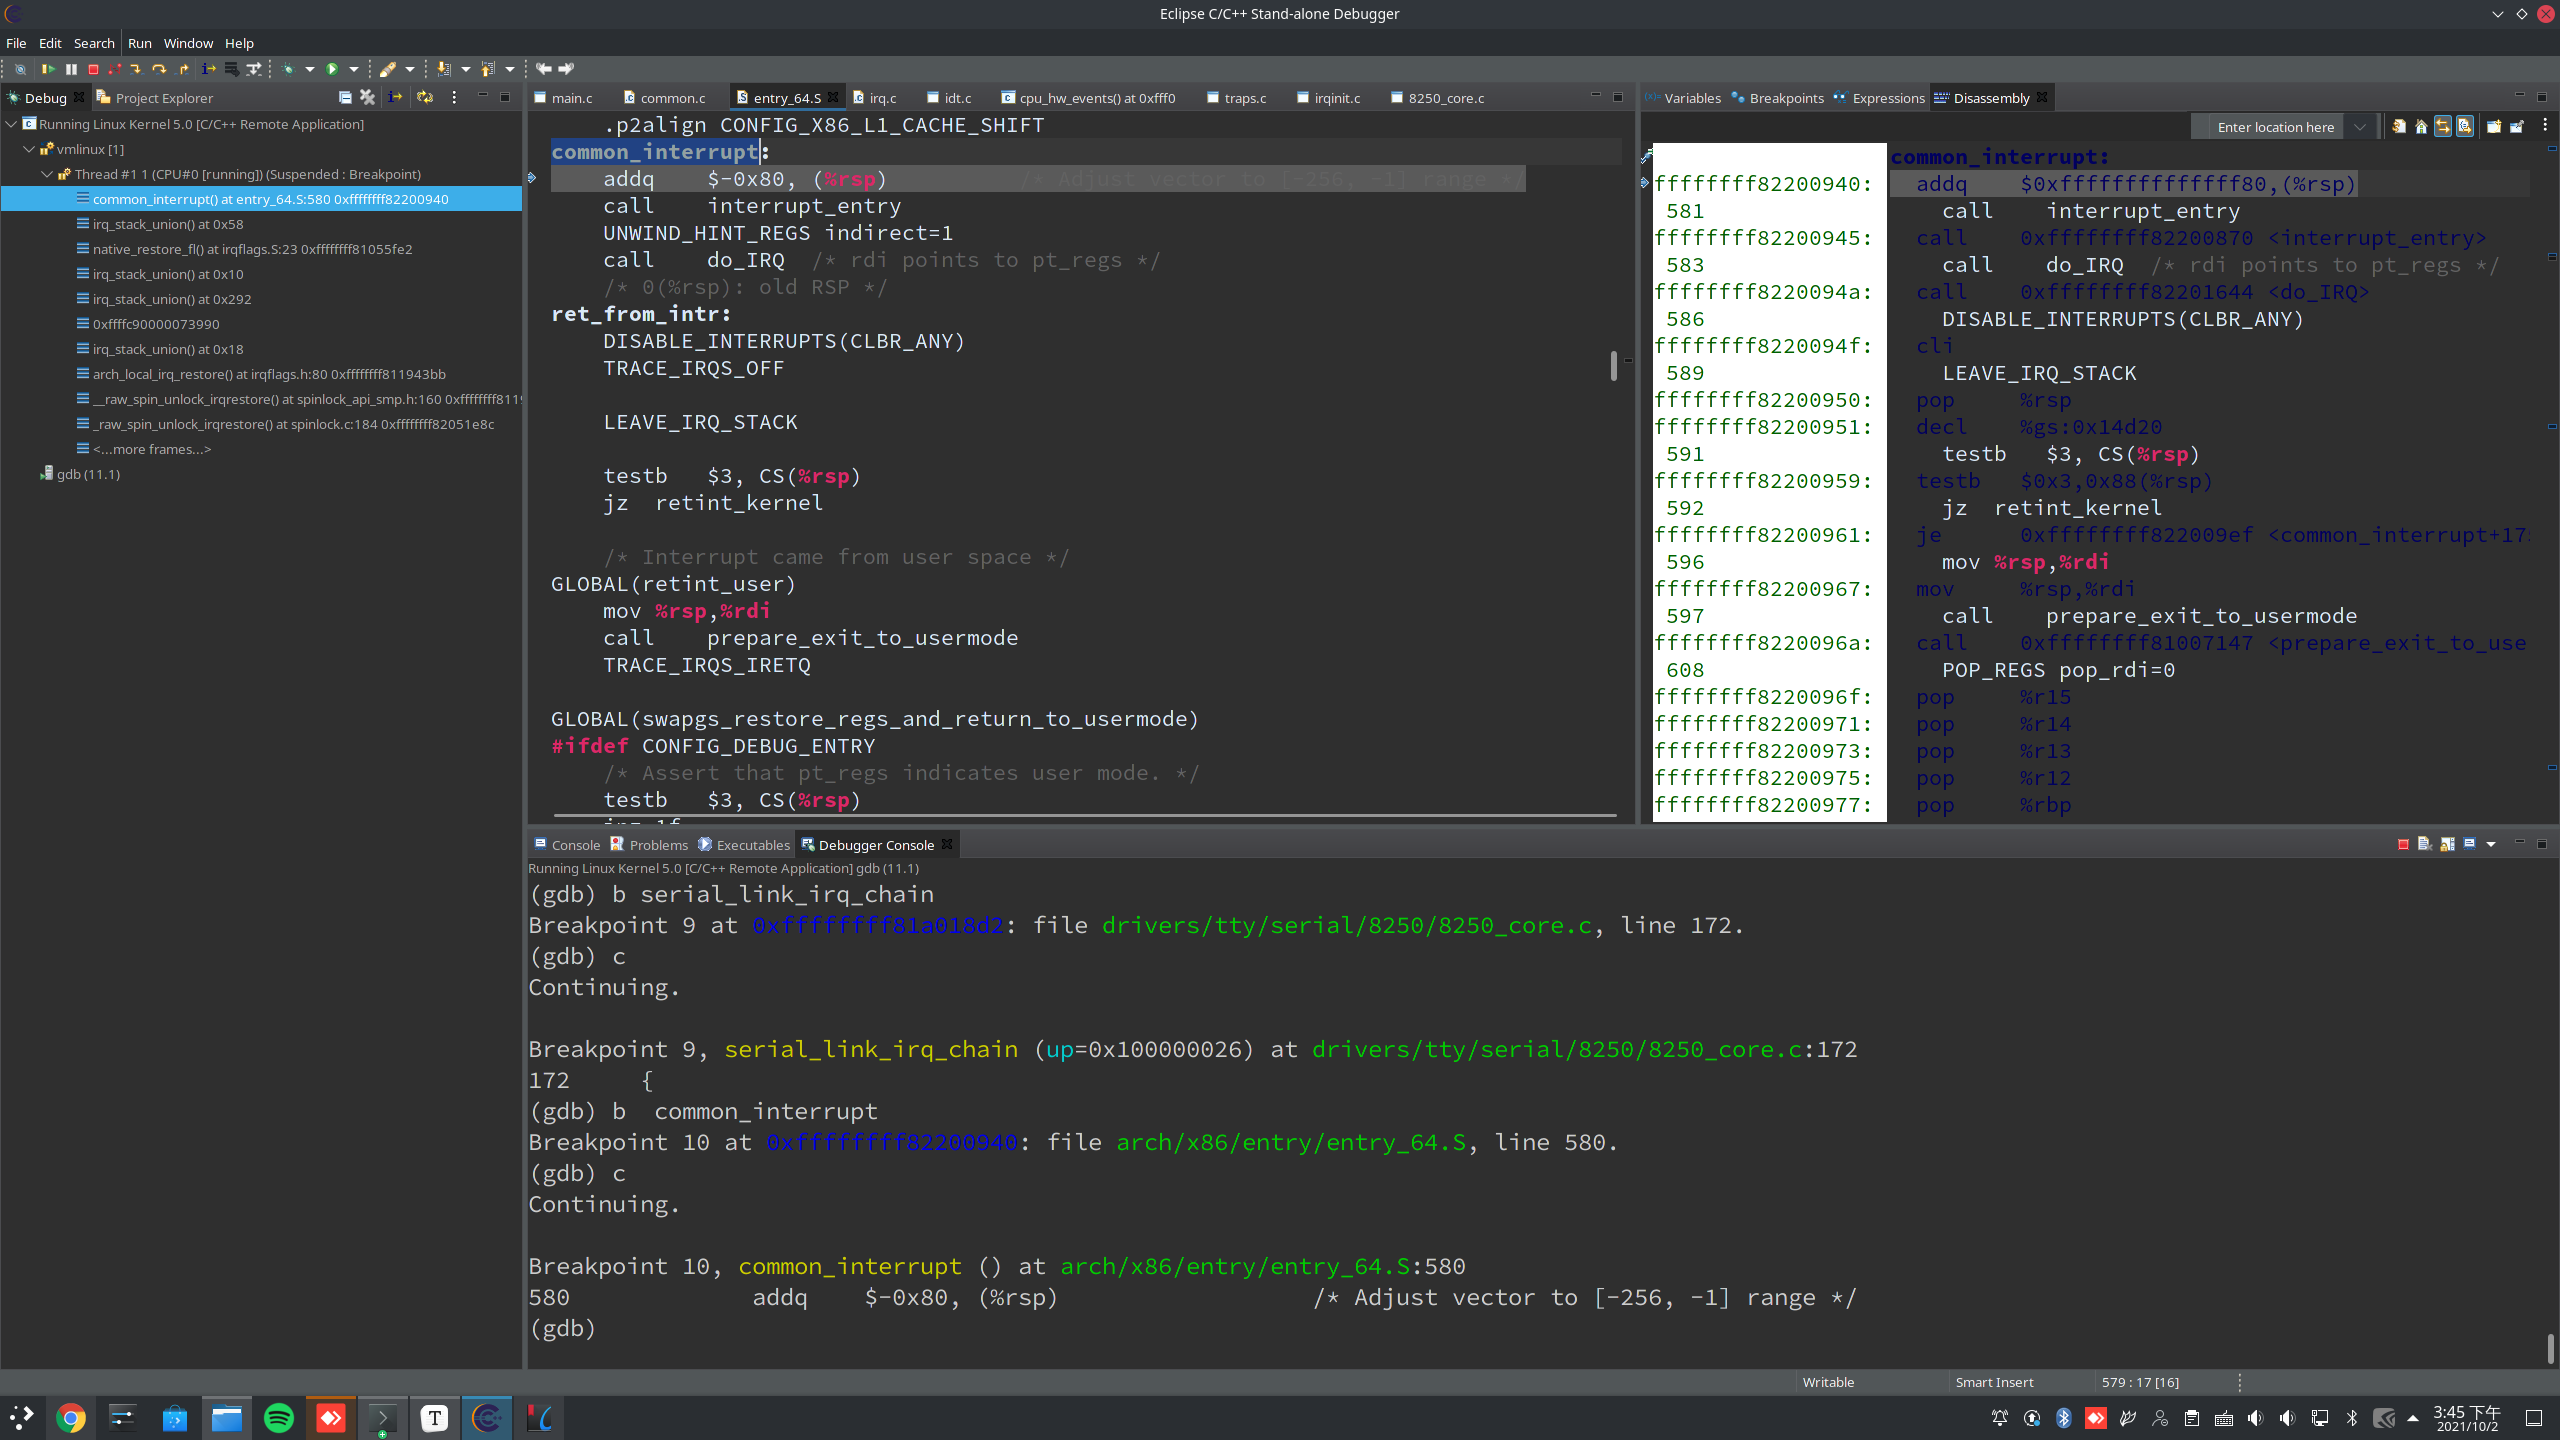 Eclipse C/C++ Stand-alone Debugger
File Edit Search Run Window Help
Debug Project Explorer
Running Linux Kernel 5.0 [C/C++ Remote Application]
vmlinux [1]
Thread #1 1 (CPU#0 [running]) (Suspended : Breakpoint)
common_interrupt() at entry_64.S:580 0xffffffff82200940
irq_stack_union() at 0x58
native_restore_fl() at irqflags.S:23 0xffffffff81055fe2
irq_stack_union() at 0x10
irq_stack_union() at 0x292
0xffffc90000073990
irq_stack_union() at 0x18
arch_local_irq_restore() at irqflags.h:80 0xffffffff811943bb
__raw_spin_unlock_irqrestore() at spinlock_api_smp.h:160 0xffffffff8119
_raw_spin_unlock_irqrestore() at spinlock.c:184 0xffffffff82051e8c
<...more frames...>
gdb (11.1)
main.c common.c entry_64.S irq.c idt.c cpu_hw_events() at 0xfff0 traps.c irqinit.c 8250_core.c
.p2align CONFIG_X86_L1_CACHE_SHIFT
common_interrupt:
addq $-0x80, (%rsp) /* Adjust vector to [-256, -1] range */
call interrupt_entry
UNWIND_HINT_REGS indirect=1
call do_IRQ /* rdi points to pt_regs */
/* 0(%rsp): old RSP */
ret_from_intr:
DISABLE_INTERRUPTS(CLBR_ANY)
TRACE_IRQS_OFF
LEAVE_IRQ_STACK
testb $3, CS(%rsp)
jz retint_kernel
/* Interrupt came from user space */
GLOBAL(retint_user)
mov %rsp,%rdi
call prepare_exit_to_usermode
TRACE_IRQS_IRETQ
GLOBAL(swapgs_restore_regs_and_return_to_usermode)
#ifdef CONFIG_DEBUG_ENTRY
/* Assert that pt_regs indicates user mode. */
testb $3, CS(%rsp)
Variables Breakpoints Expressions Disassembly
Enter location here
common_interrupt:
ffffffff82200940: addq $0xffffffffffffff80,(%rsp)
581 call interrupt_entry
ffffffff82200945: call 0xffffffff82200870 <interrupt_entry>
583 call do_IRQ /* rdi points to pt_regs */
ffffffff8220094a: call 0xffffffff82201644 <do_IRQ>
586 DISABLE_INTERRUPTS(CLBR_ANY)
ffffffff8220094f: cli
589 LEAVE_IRQ_STACK
ffffffff82200950: pop %rsp
ffffffff82200951: decl %gs:0x14d20
591 testb $3, CS(%rsp)
ffffffff82200959: testb $0x3,0x88(%rsp)
592 jz retint_kernel
ffffffff82200961: je 0xffffffff822009ef <common_interrupt+175
596 mov %rsp,%rdi
ffffffff82200967: mov %rsp,%rdi
597 call prepare_exit_to_usermode
ffffffff8220096a: call 0xffffffff81007147 <prepare_exit_to_use
608 POP_REGS pop_rdi=0
ffffffff8220096f: pop %r15
ffffffff82200971: pop %r14
ffffffff82200973: pop %r13
ffffffff82200975: pop %r12
ffffffff82200977: pop %rbp
Console Problems Executables Debugger Console
Running Linux Kernel 5.0 [C/C++ Remote Application] gdb (11.1)
(gdb) b serial_link_irq_chain
Breakpoint 9 at 0xffffffff81a018d2: file drivers/tty/serial/8250/8250_core.c, line 172.
(gdb) c
Continuing.
Breakpoint 9, serial_link_irq_chain (up=0x100000026) at drivers/tty/serial/8250/8250_core.c:172
172 {
(gdb) b common_interrupt
Breakpoint 10 at 0xffffffff82200940: file arch/x86/entry/entry_64.S, line 580.
(gdb) c
Continuing.
Breakpoint 10, common_interrupt () at arch/x86/entry/entry_64.S:580
580 addq $-0x80, (%rsp) /* Adjust vector to [-256, -1] range */
(gdb)
Writable Smart Insert 579 : 17 [16]
3:45 下午
2021/10/2